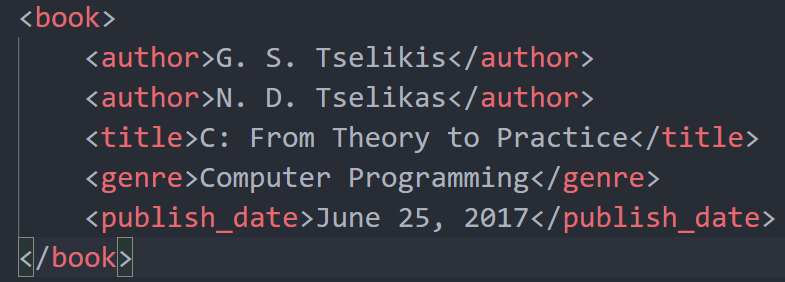 <book>
<author>G. S. Tselikis</author>
<author>N. D. Tselikas</author>
<title>C: From Theory to Practice</title>
<genre>Computer Programming</genre>
<publish_date>June 25, 2017</publish_date>
</book>